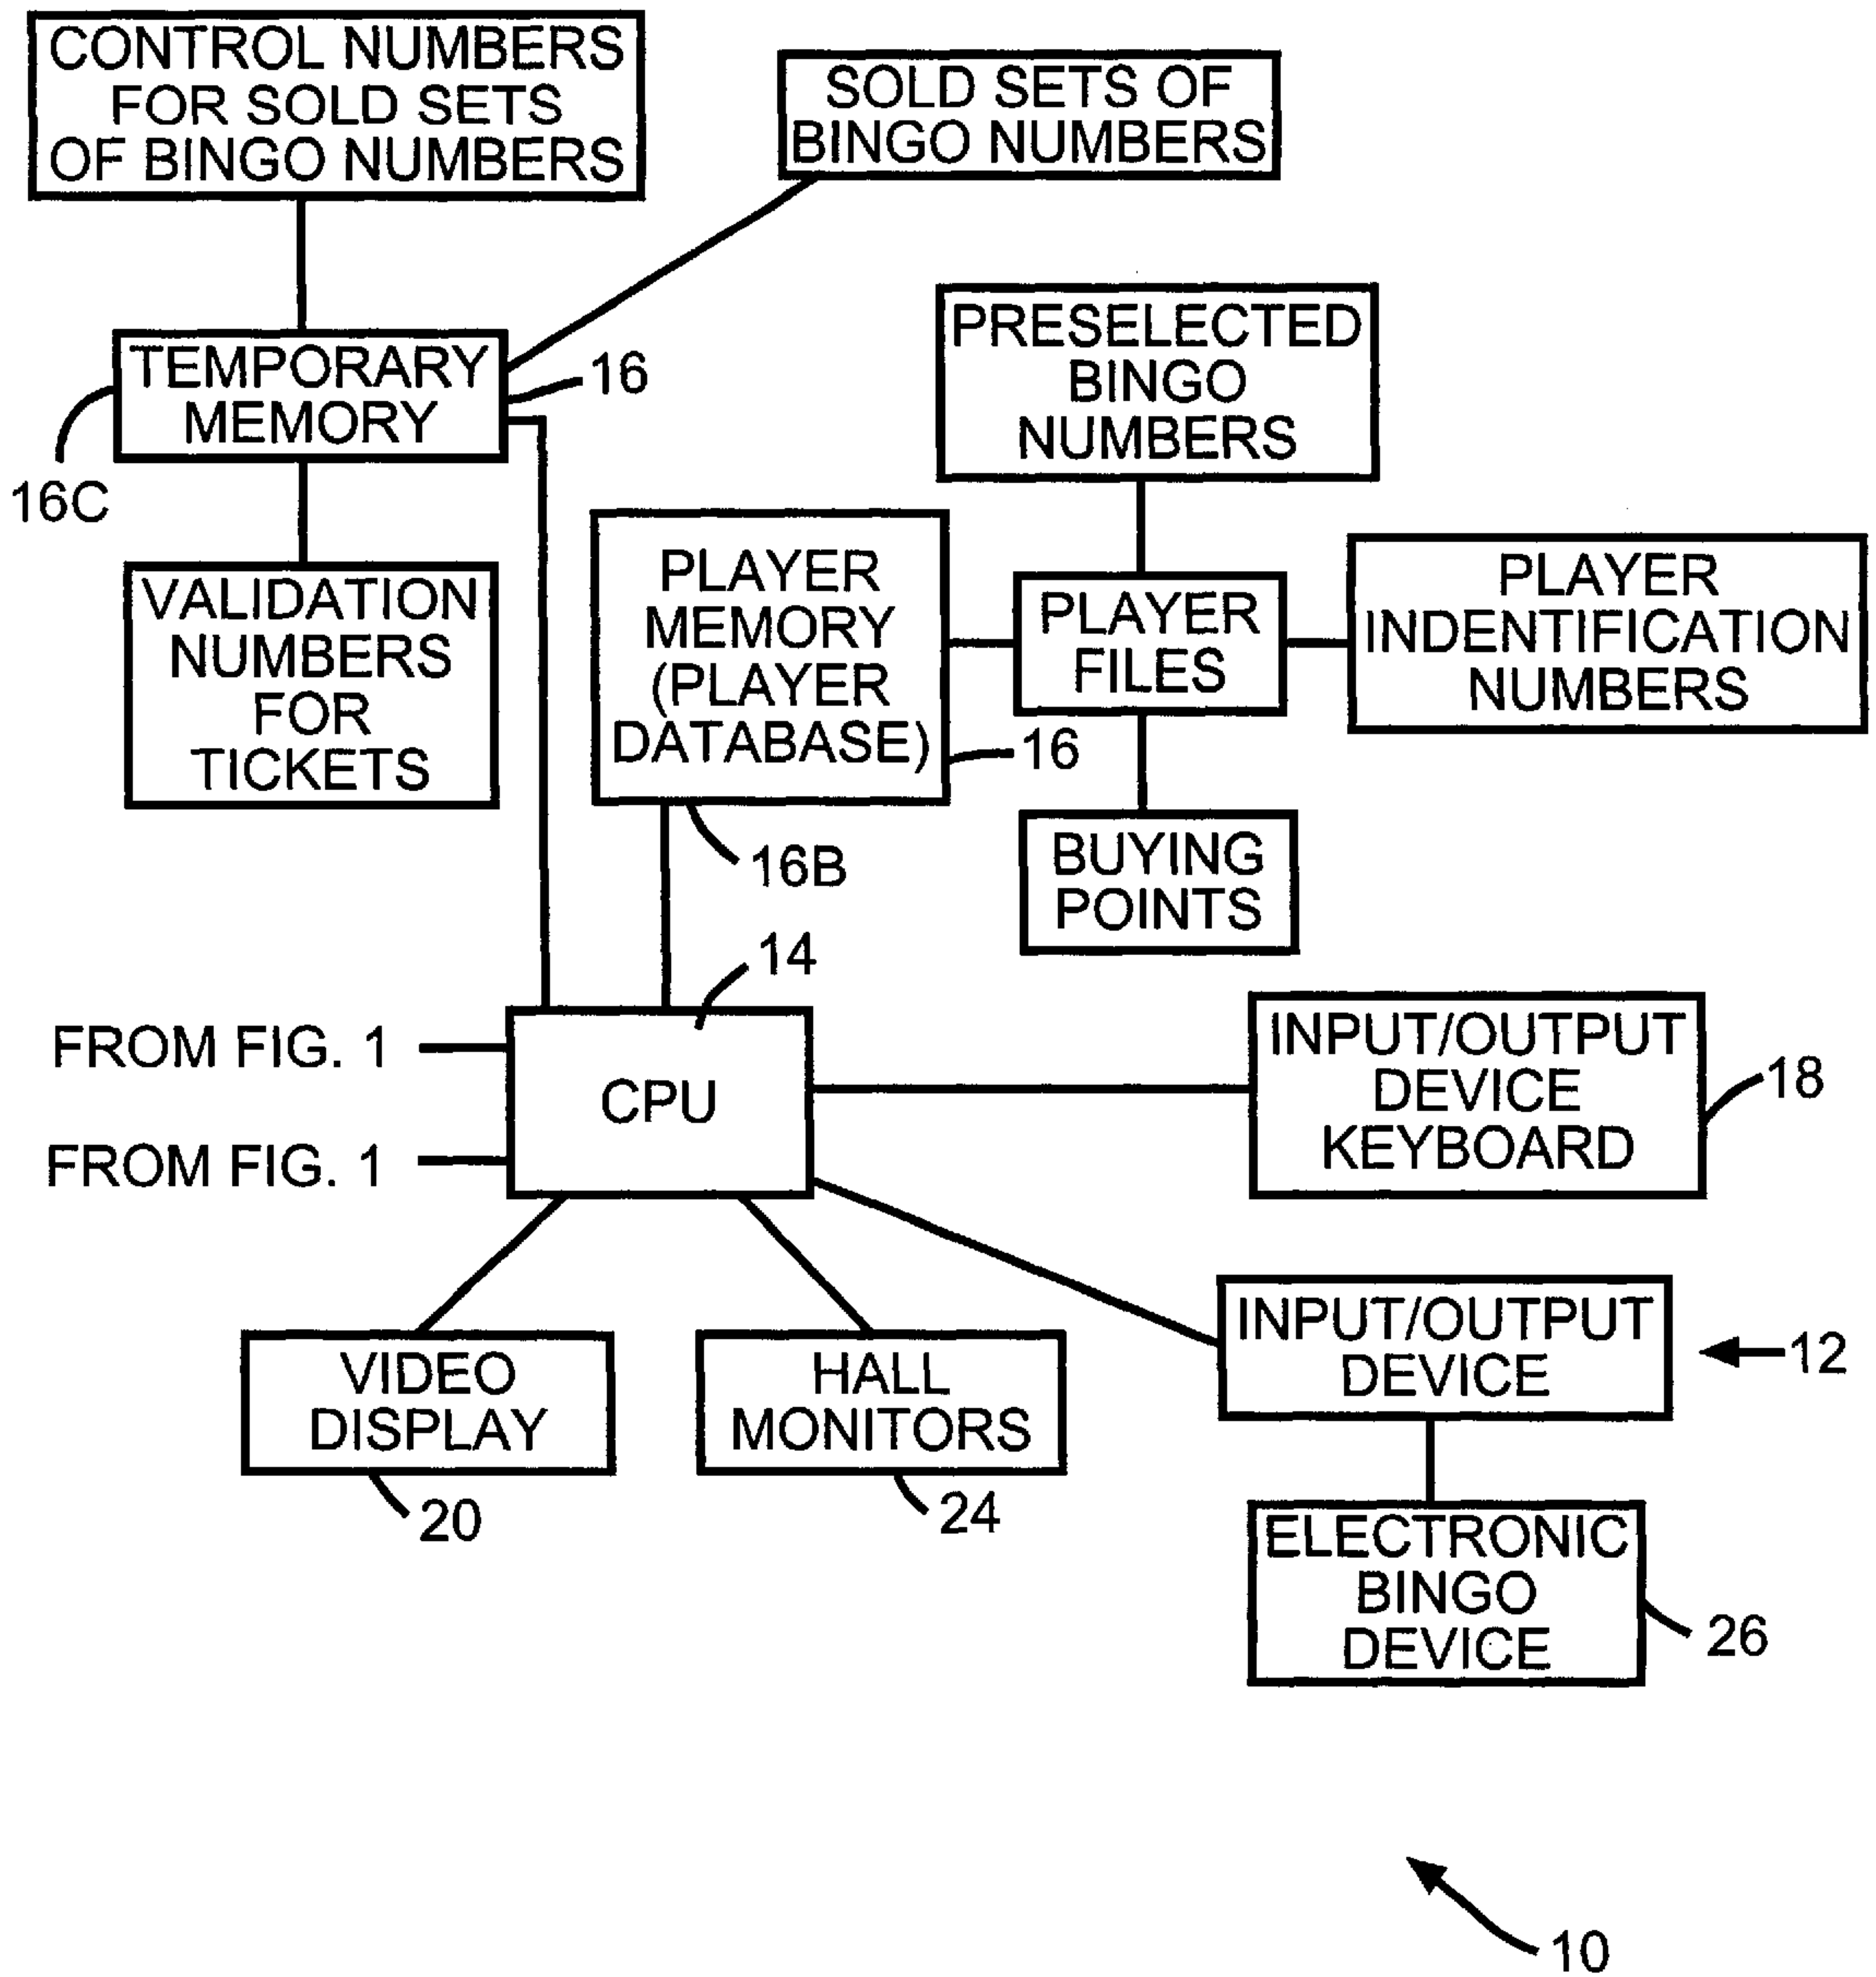 CONTROL NUMBERS
FOR SOLD SETS
OF BINGO NUMBERS
SOLD SETS OF
BINGO NUMBERS
TEMPORARY
MEMORY
16
16C
PRESELECTED
BINGO
NUMBERS
VALIDATION
NUMBERS
FOR
TICKETS
PLAYER
MEMORY
(PLAYER
DATABASE)
16
16B
PLAYER
FILES
PLAYER
INDENTIFICATION
NUMBERS
BUYING
POINTS
14
FROM FIG. 1
FROM FIG. 1
CPU
INPUT/OUTPUT
DEVICE
KEYBOARD
18
VIDEO
DISPLAY
20
HALL
MONITORS
24
INPUT/OUTPUT
DEVICE
12
ELECTRONIC
BINGO
DEVICE
26
10